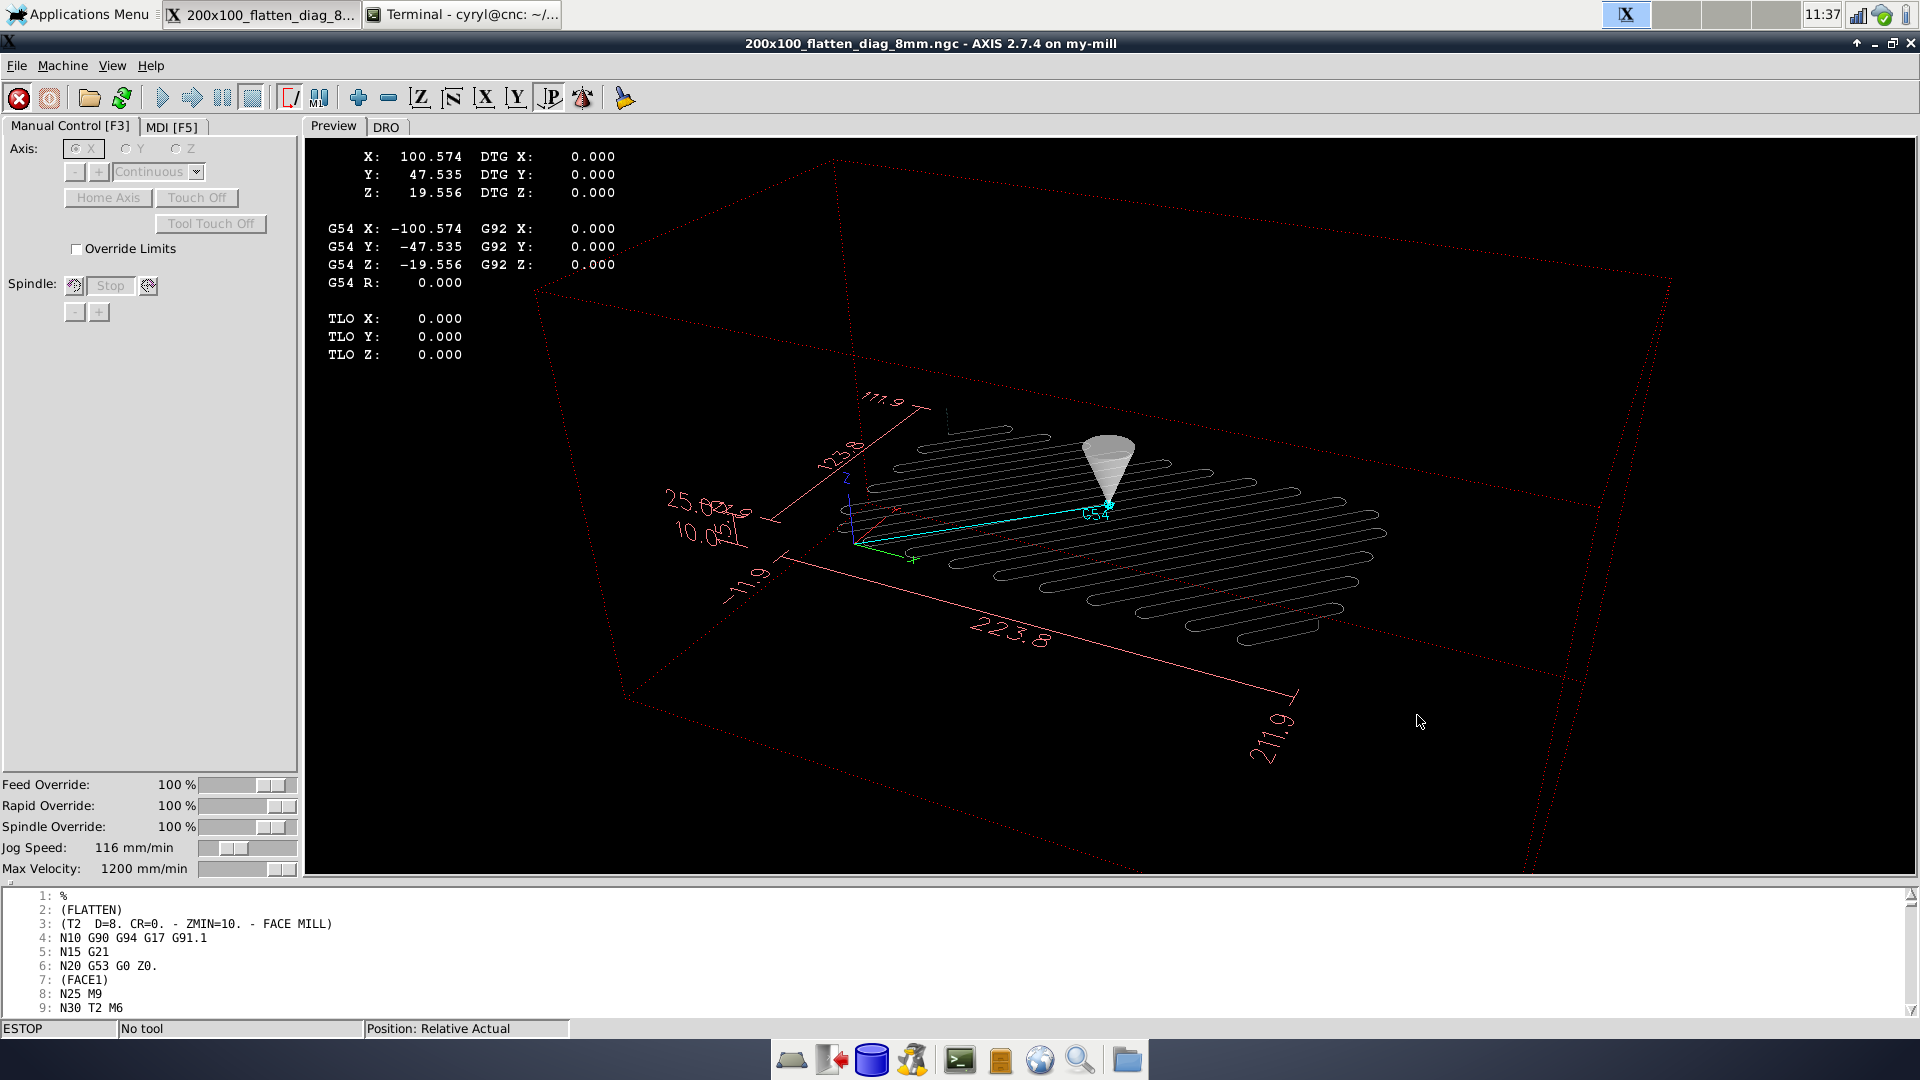 Applications Menu
200x100_flatten_diag_8...
Terminal - cyryl@cnc: ~/...
11:37
200x100_flatten_diag_8mm.ngc - AXIS 2.7.4 on my-mill
File Machine View Help
M1 Z N X Y P
Manual Control [F3] MDI [F5]
Axis: X Y Z
- + Continuous
Home Axis Touch Off
Tool Touch Off
Override Limits
Spindle: Stop
- +
Preview DRO
X: 100.574 DTG X: 0.000
Y: 47.535 DTG Y: 0.000
Z: 19.556 DTG Z: 0.000
G54 X: −100.574 G92 X: 0.000
G54 Y: −47.535 G92 Y: 0.000
G54 Z: −19.556 G92 Z: 0.000
G54 R: 0.000
TLO X: 0.000
TLO Y: 0.000
TLO Z: 0.000
111.9
123.8
Z
G54
-11.9
223.8
211.9
Feed Override: 100 %
Rapid Override: 100 %
Spindle Override: 100 %
Jog Speed: 116 mm/min
Max Velocity: 1200 mm/min
1: %
2: (FLATTEN)
3: (T2 D=8. CR=0. - ZMIN=10. - FACE MILL)
4: N10 G90 G94 G17 G91.1
5: N15 G21
6: N20 G53 G0 Z0.
7: (FACE1)
8: N25 M9
9: N30 T2 M6
ESTOP No tool Position: Relative Actual